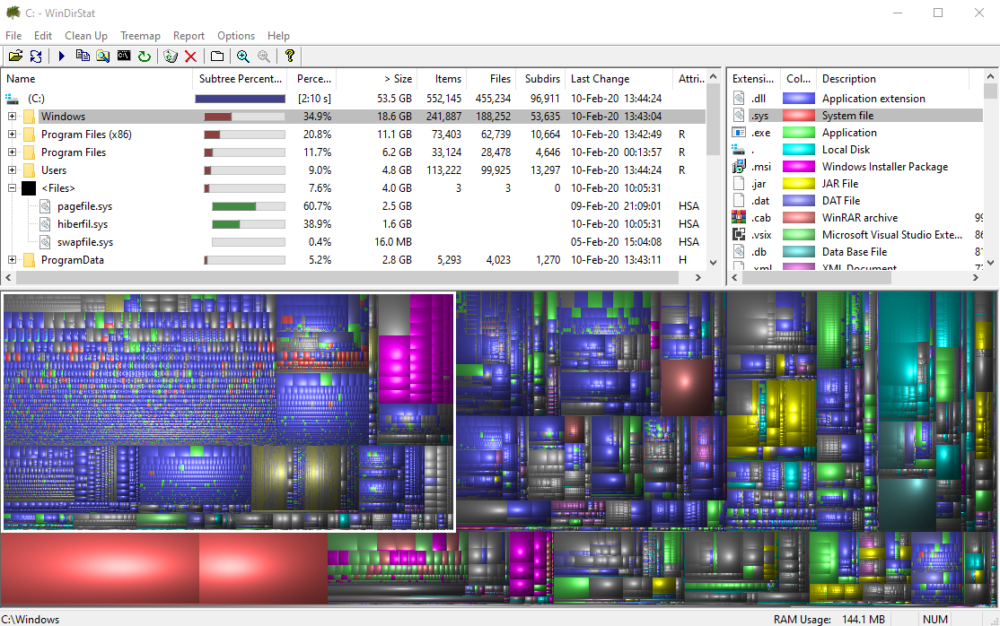 C: - WinDirStat
File Edit Clean Up Treemap Report Options Help
Name Subtree Percent... Perce... > Size Items Files Subdirs Last Change Attri...
(C:) [2:10 s] 53.5 GB 552,145 455,234 96,911 10-Feb-20 13:44:24
Windows 34.9% 18.6 GB 241,887 188,252 53,635 10-Feb-20 13:43:04
Program Files (x86) 20.8% 11.1 GB 73,403 62,739 10,664 10-Feb-20 13:42:49 R
Program Files 11.7% 6.2 GB 33,124 28,478 4,646 10-Feb-20 00:13:57 R
Users 9.0% 4.8 GB 113,222 99,925 13,297 10-Feb-20 13:44:24 R
<Files> 7.6% 4.0 GB 3 3 0 10-Feb-20 10:05:31
pagefile.sys 60.7% 2.5 GB 09-Feb-20 21:09:01 HSA
hiberfil.sys 38.9% 1.6 GB 10-Feb-20 10:05:31 HSA
swapfile.sys 0.4% 16.0 MB 05-Feb-20 15:04:08 HSA
ProgramData 5.2% 2.8 GB 5,293 4,023 1,270 10-Feb-20 13:43:11 H
Extensi... Col... Description
.dll Application extension
.sys System file
.exe Application
. Local Disk
.msi Windows Installer Package
.jar JAR File
.dat DAT File
.cab WinRAR archive 99
.vsix Microsoft Visual Studio Exte... 86
.db Data Base File 81
.xml XML Document 77
C:\Windows RAM Usage: 144.1 MB NUM